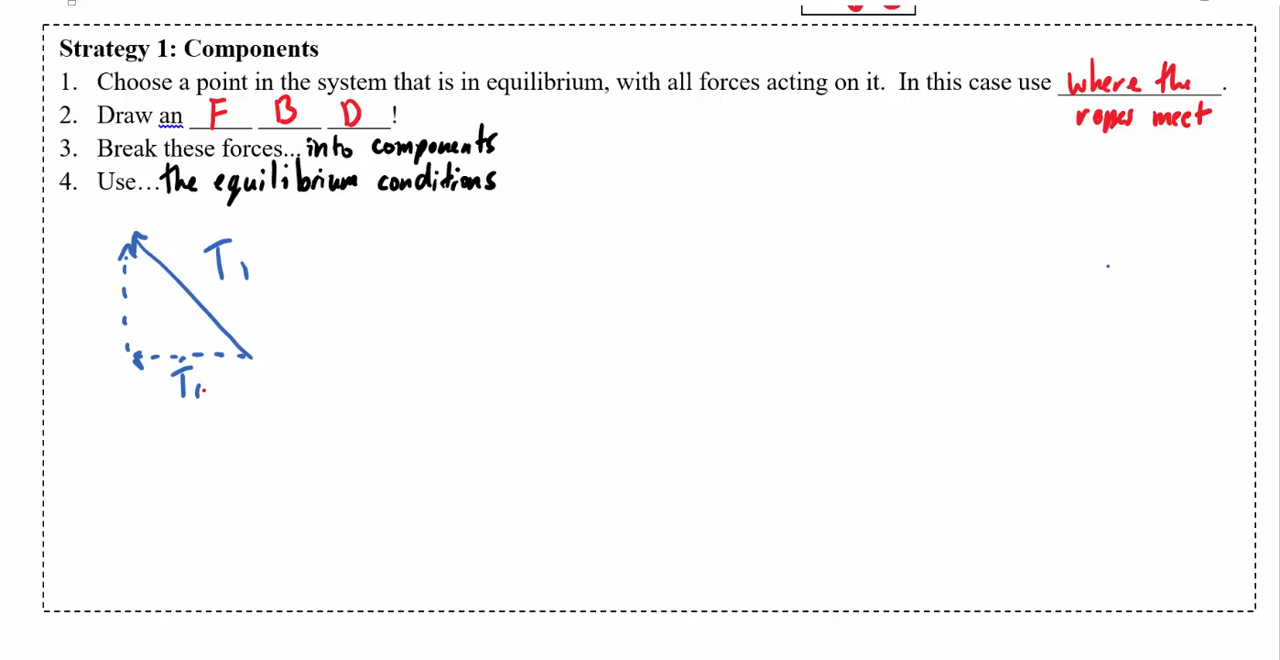 Strategy 1: Components
1. Choose a point in the system that is in equilibrium, with all forces acting on it. In this case use where the
ropes meet.
2. Draw an F B D!
3. Break these forces... into components
4. Use…the equilibrium conditions
T1
T1